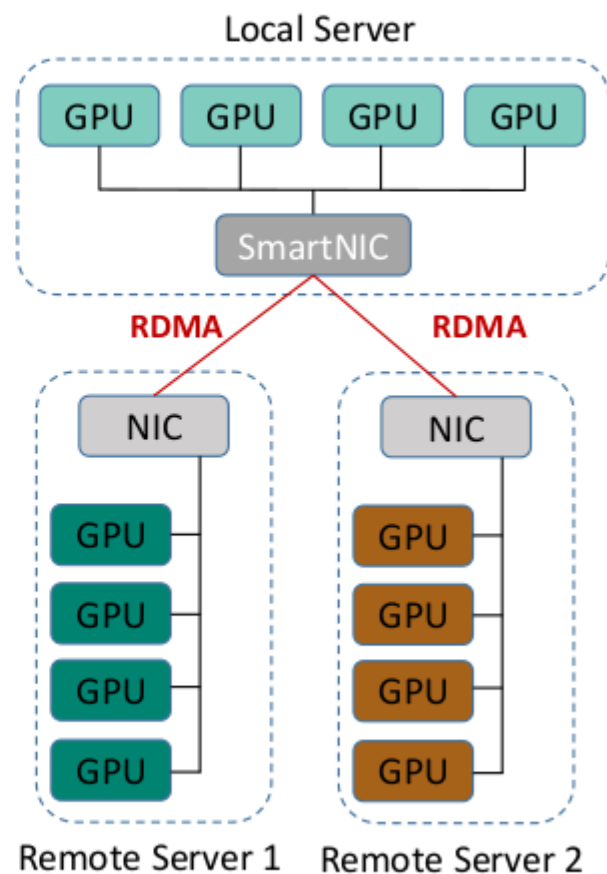 Local Server
GPU GPU GPU GPU
SmartNIC
RDMA RDMA
NIC NIC
GPU GPU
GPU GPU
GPU GPU
GPU GPU
Remote Server 1 Remote Server 2